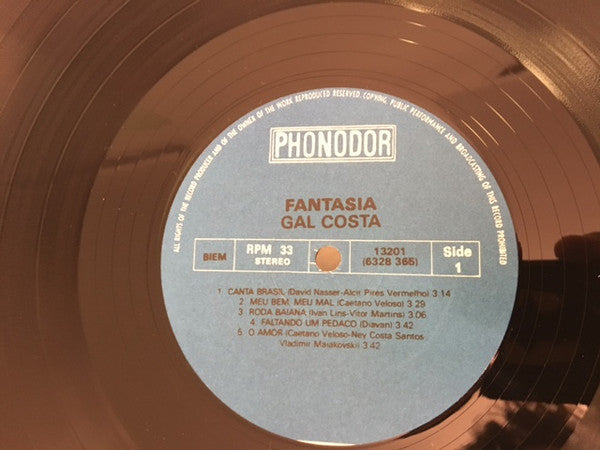 ALL RIGHTS OF THE RECORD PRODUCER AND OF THE OWNER OF THE WORK REPRODUCED RESERVED. COPYING, PUBLIC PERFORMANCE AND BROADCASTING OF THIS RECORD PROHIBITED
PHONODOR
FANTASIA
GAL COSTA
BIEM
RPM 33
STEREO
13201
(6328 365)
Side
1
1. CANTA BRASIL (David Nasser-Alcir Pires Vermelho) 3.14
2. MEU BEM, MEU MAL (Caetano Veloso) 3.29
3. RODA BAIANA (Ivan Lins-Vitor Martins) 3.06
4. FALTANDO UM PEDACO (Djavan) 3.42
5. O AMOR (Caetano Veloso-Ney Costa Santos
Vladimir Maiakovski) 3.42